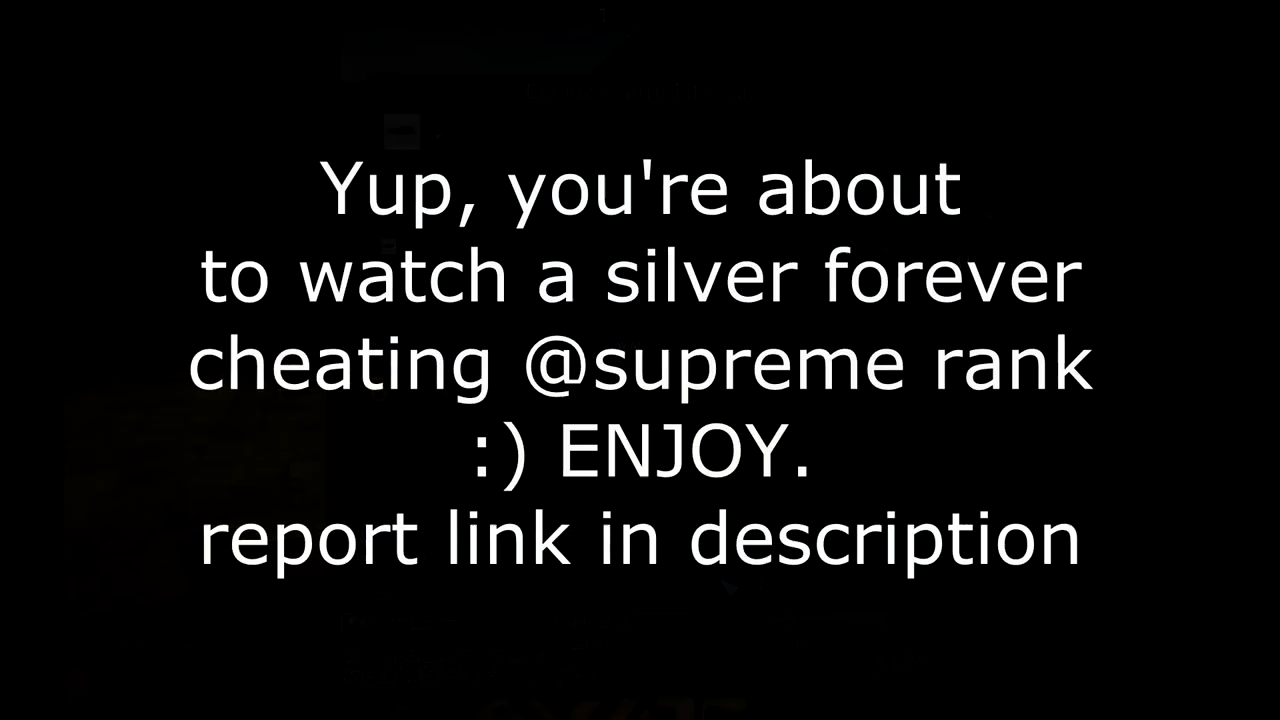 Yup, you're about
to watch a silver forever
cheating @supreme rank
:) ENJOY.
report link in description